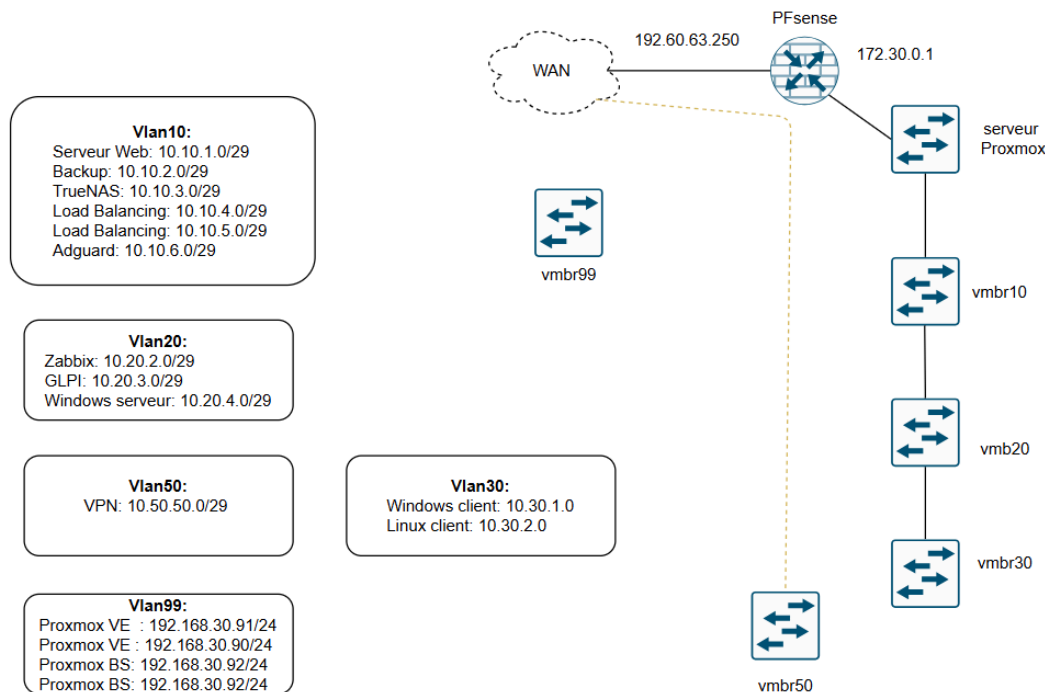 PFsense
192.60.63.250
WAN
172.30.0.1
serveur
Proxmox
Vlan10:
Serveur Web: 10.10.1.0/29
Backup: 10.10.2.0/29
TrueNAS: 10.10.3.0/29
Load Balancing: 10.10.4.0/29
Load Balancing: 10.10.5.0/29
Adguard: 10.10.6.0/29
vmbr99
vmbr10
Vlan20:
Zabbix: 10.20.2.0/29
GLPI: 10.20.3.0/29
Windows serveur: 10.20.4.0/29
vmb20
Vlan50:
VPN: 10.50.50.0/29
Vlan30:
Windows client: 10.30.1.0
Linux client: 10.30.2.0
vmbr30
Vlan99:
Proxmox VE : 192.168.30.91/24
Proxmox VE : 192.168.30.90/24
Proxmox BS: 192.168.30.92/24
Proxmox BS: 192.168.30.92/24
vmbr50